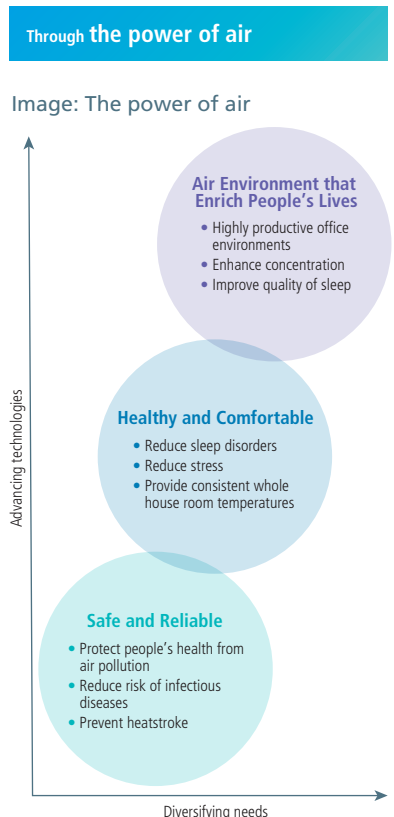 Through the power of air
Image: The power of air
Air Environment that
Enrich People's Lives
• Highly productive office
environments
• Enhance concentration
• Improve quality of sleep
Healthy and Comfortable
• Reduce sleep disorders
• Reduce stress
• Provide consistent whole
house room temperatures
Advancing technologies
Safe and Reliable
• Protect people's health from
air pollution
• Reduce risk of infectious
diseases
• Prevent heatstroke
Diversifying needs